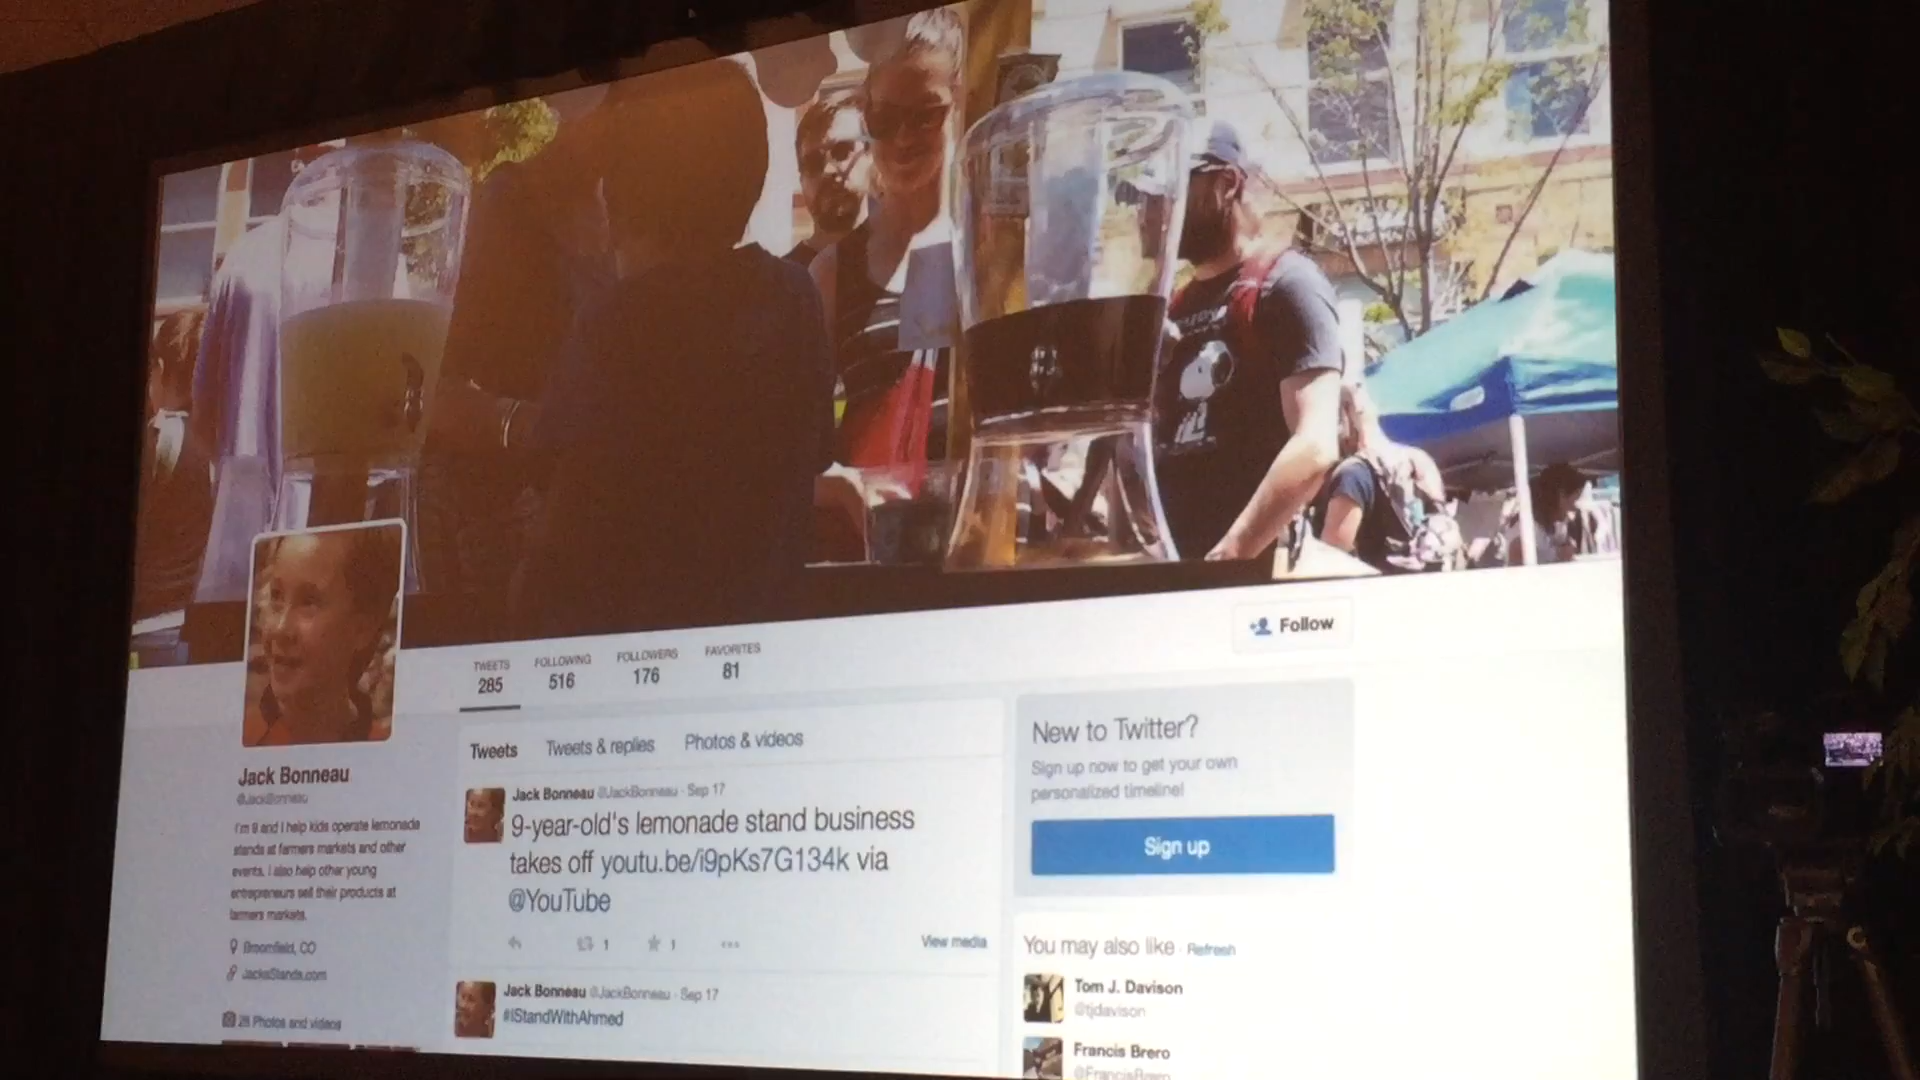 Follow
TWEETS
285
FOLLOWING
516
FOLLOWERS
176
FAVORITES
81
Tweets
Tweets & replies
Photos & videos
Jack Bonneau
@JackBonneau
I'm 9 and I help kids operate lemonade
stands at farmers markets and other
events. I also help other young
entrepreneurs sell their products at
farmers markets.
Broomfield, CO
JacksStands.com
28 Photos and videos
Jack Bonneau @JackBonneau · Sep 17
9-year-old's lemonade stand business
takes off youtu.be/i9pKs7G134k via
@YouTube
1
1
View media
Jack Bonneau @JackBonneau · Sep 17
#IStandWithAhmed
New to Twitter?
Sign up now to get your own
personalized timeline!
Sign up
You may also like · Refresh
Tom J. Davison
@tjdavison
Francis Brero
@FrancisBrero